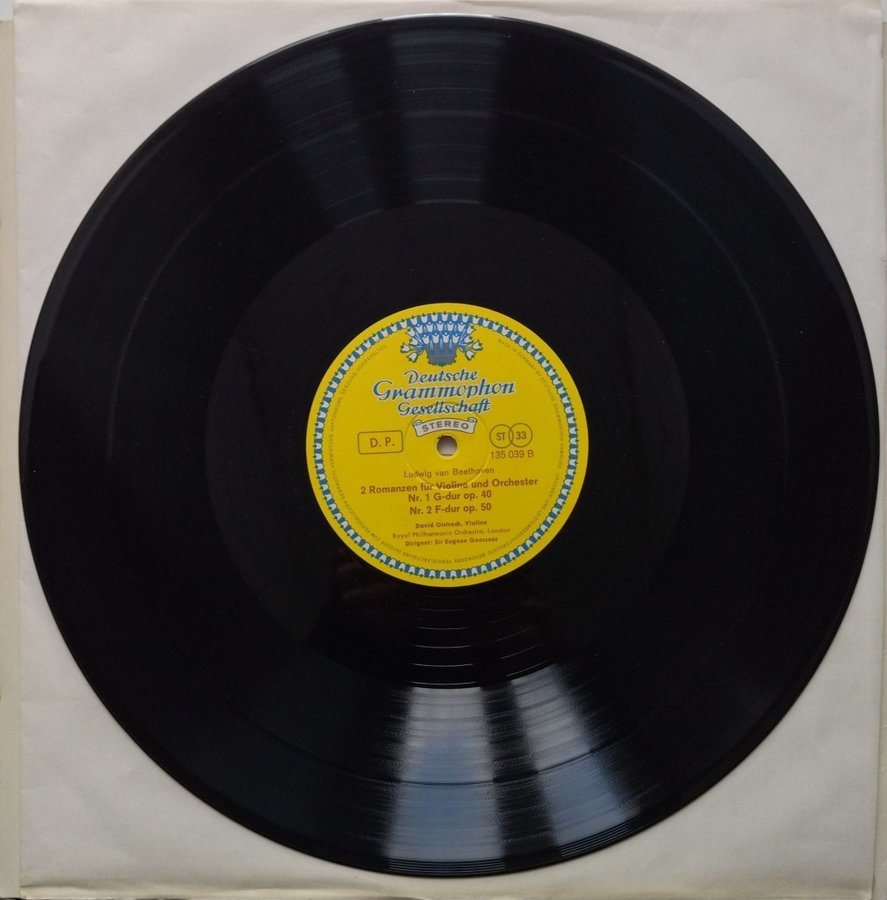 Deutsche
Grammophon
Gesellschaft
STEREO
D. P.
ST 33
135 039 B
Ludwig van Beethoven
2 Romanzen für Violine und Orchester
Nr. 1 G-dur op. 40
Nr. 2 F-dur op. 50
David Oistrach, Violine
Royal Philharmonic Orchestra, London
Dirigent: Sir Eugene Goossens